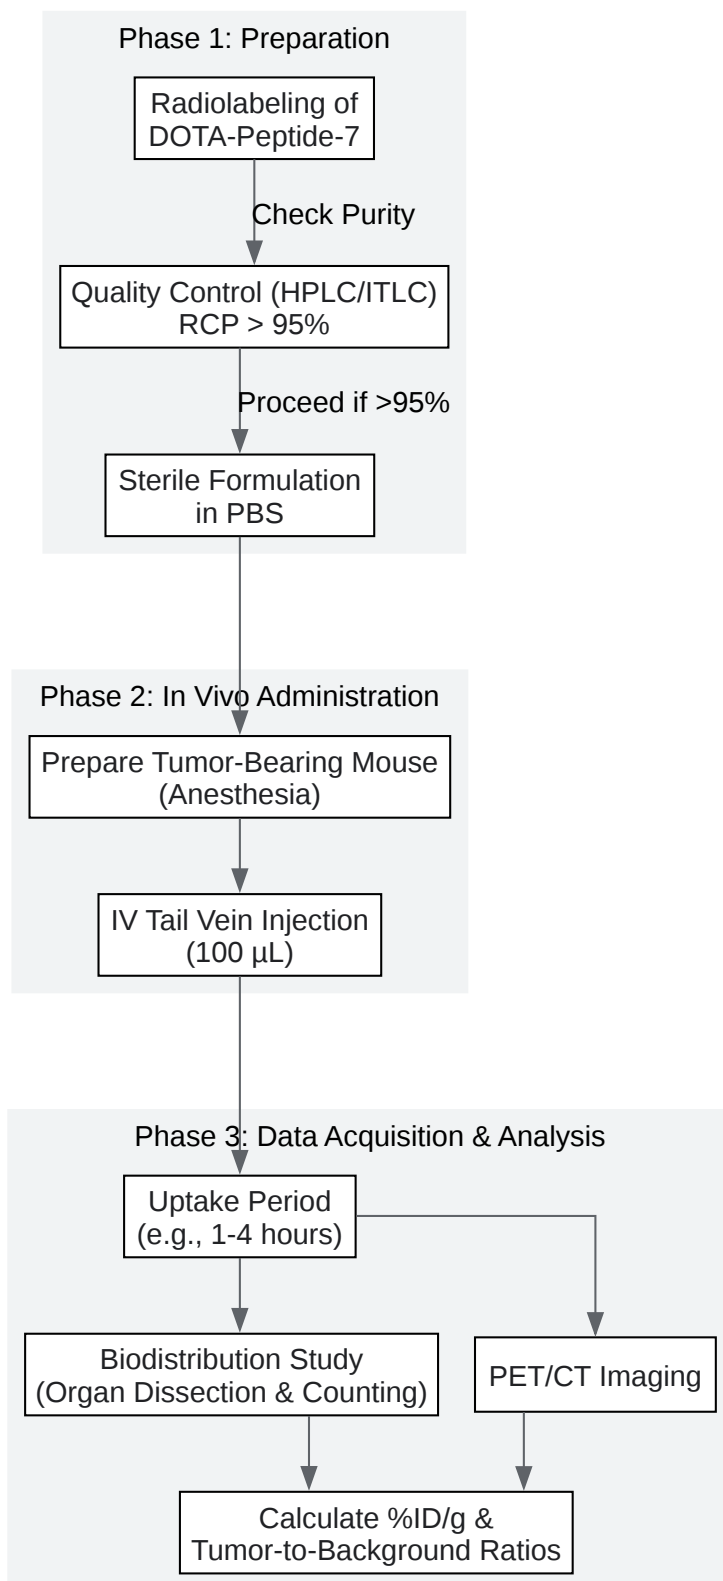 Phase 1: Preparation
Radiolabeling of
DOTA-Peptide-7
Check Purity
Quality Control (HPLC/ITLC)
RCP > 95%
Proceed if >95%
Sterile Formulation
in PBS
Phase 2: In Vivo Administration
Prepare Tumor-Bearing Mouse
(Anesthesia)
IV Tail Vein Injection
(100 µL)
Phase 3: Data Acquisition & Analysis
Uptake Period
(e.g., 1-4 hours)
Biodistribution Study
(Organ Dissection & Counting)
PET/CT Imaging
Calculate %ID/g &
Tumor-to-Background Ratios